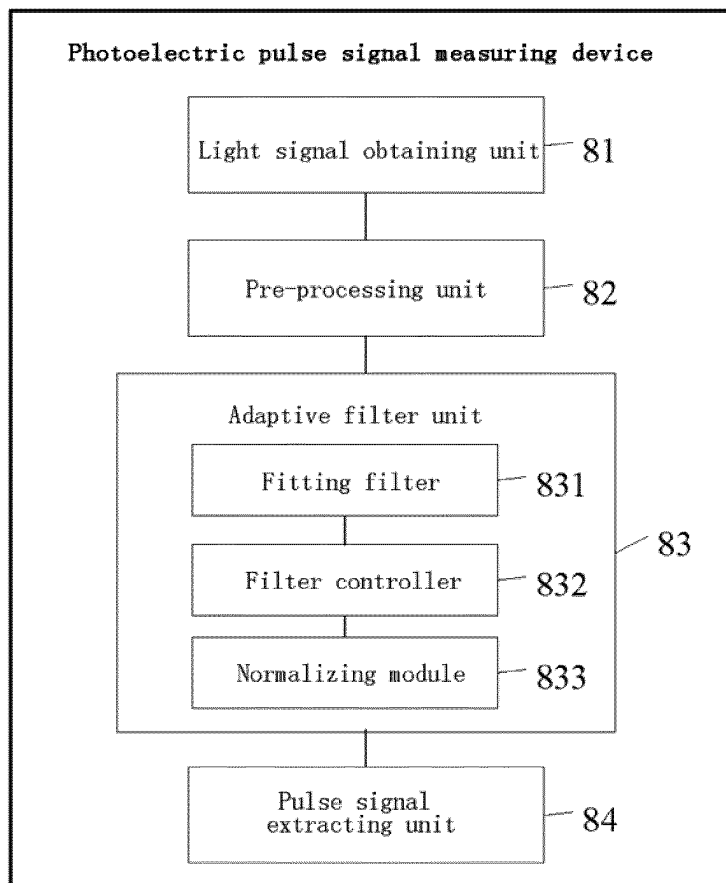 Photoelectric pulse signal measuring device
Light signal obtaining unit
81
Pre-processing unit
82
Adaptive filter unit
Fitting filter
831
83
Filter controller
832
Normalizing module
833
Pulse signal
extracting unit
84